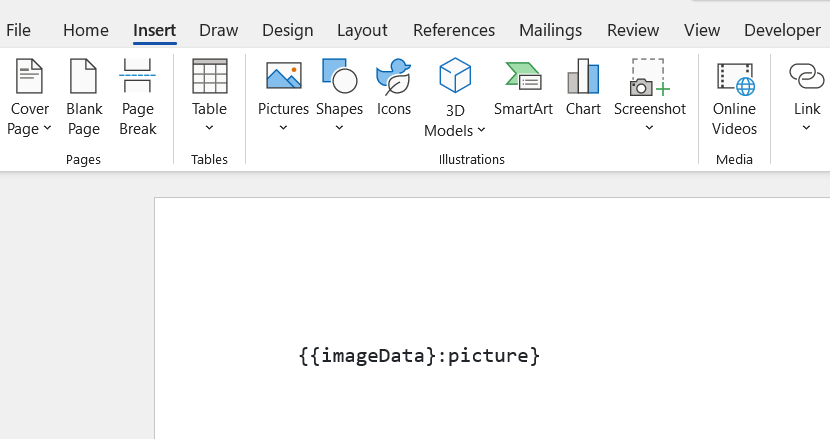 File Home Insert Draw Design Layout References Mailings Review View Developer
Cover Page
Blank Page
Page Break
Pages
Table
Tables
Pictures
Shapes
Icons
3D Models
SmartArt
Chart
Screenshot
Illustrations
Online Videos
Media
Link
{{imageData}:picture}